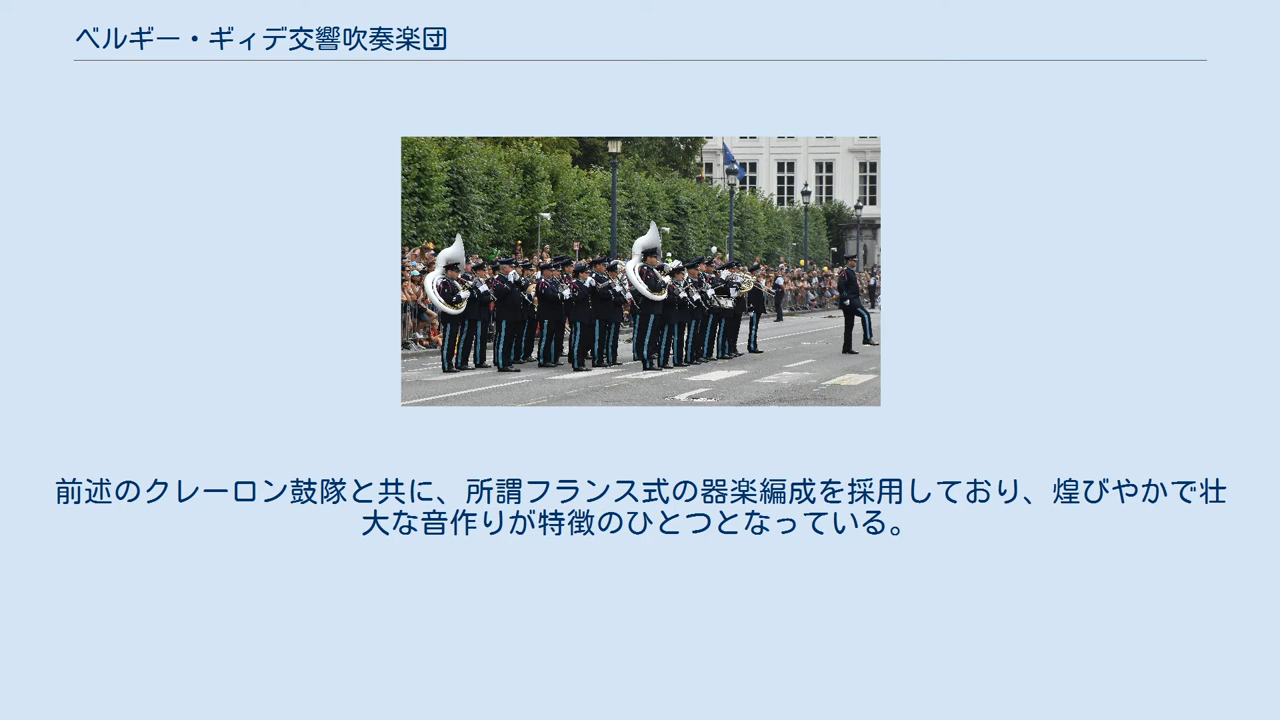 ベルギー・ギィデ交響吹奏楽団
前述のクレーロン鼓隊と共に、所謂フランス式の器楽編成を採用しており、煌びやかで壮
大な音作りが特徴のひとつとなっている。